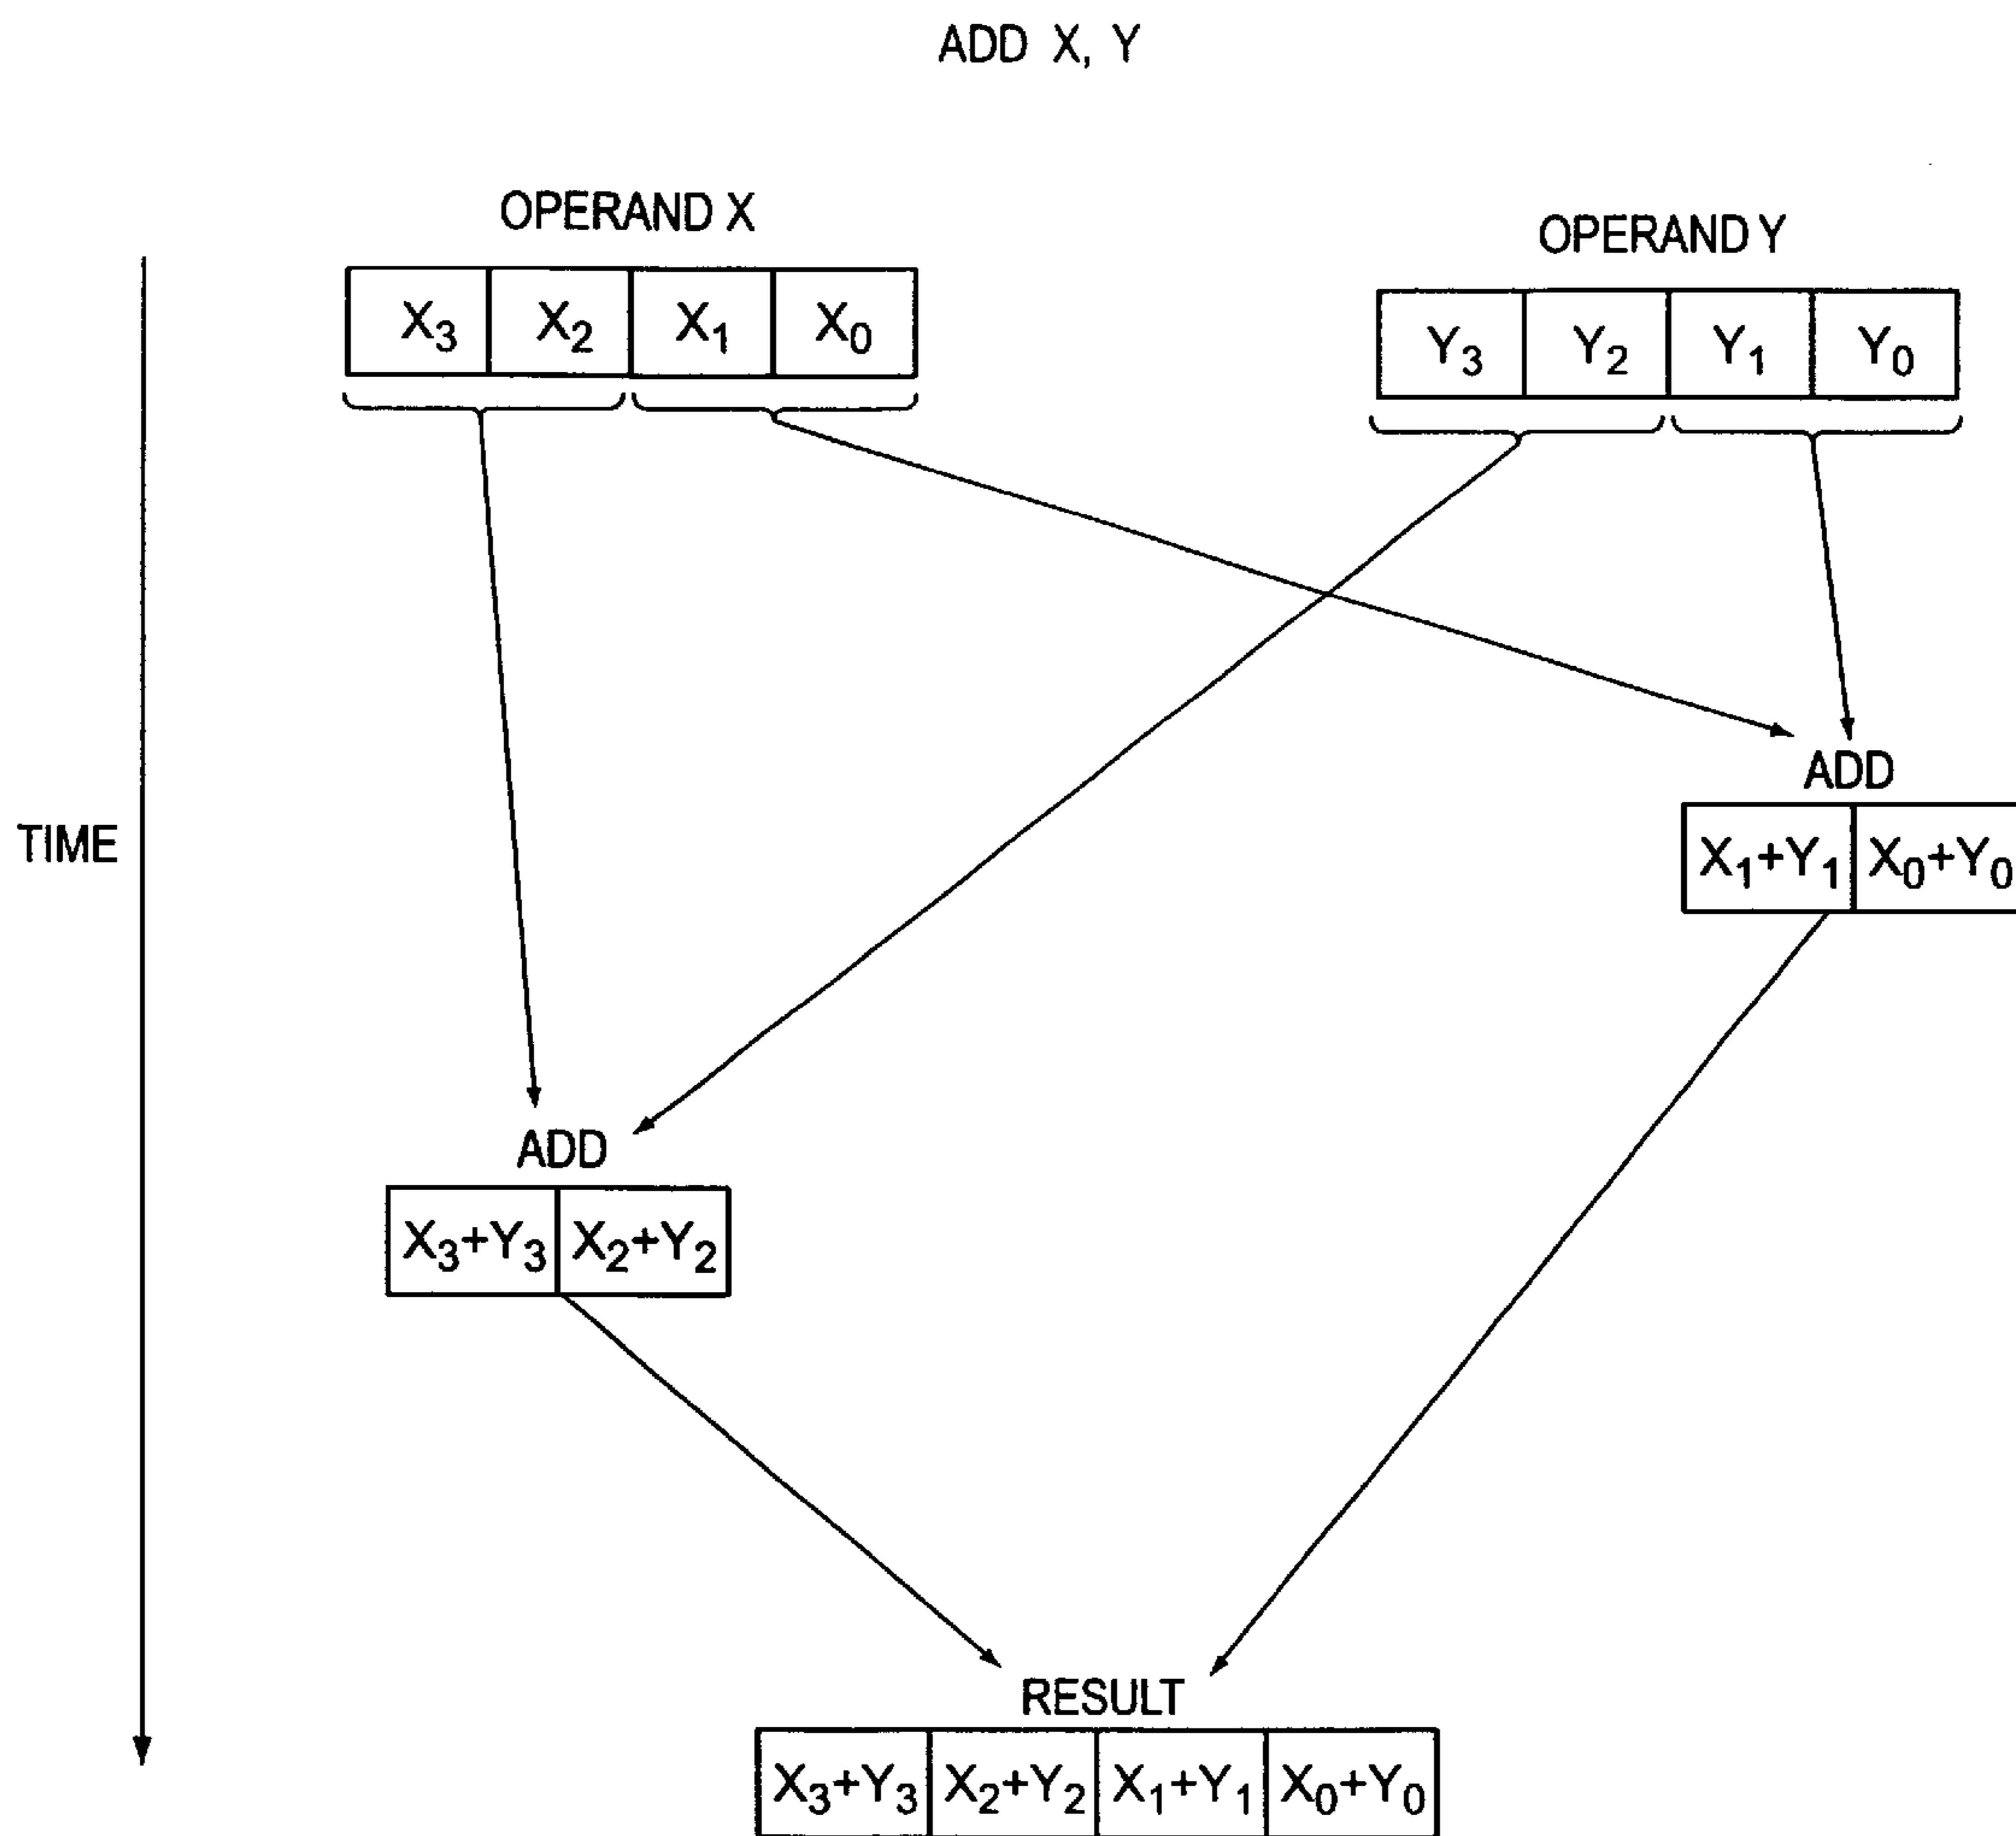 ADD X, Y
OPERAND X
OPERAND Y
X₃ X₂ X₁ X₀
Y₃ Y₂ Y₁ Y₀
ADD
TIME
X₁+Y₁ X₀+Y₀
ADD
X₃+Y₃ X₂+Y₂
RESULT
X₃+Y₃ X₂+Y₂ X₁+Y₁ X₀+Y₀